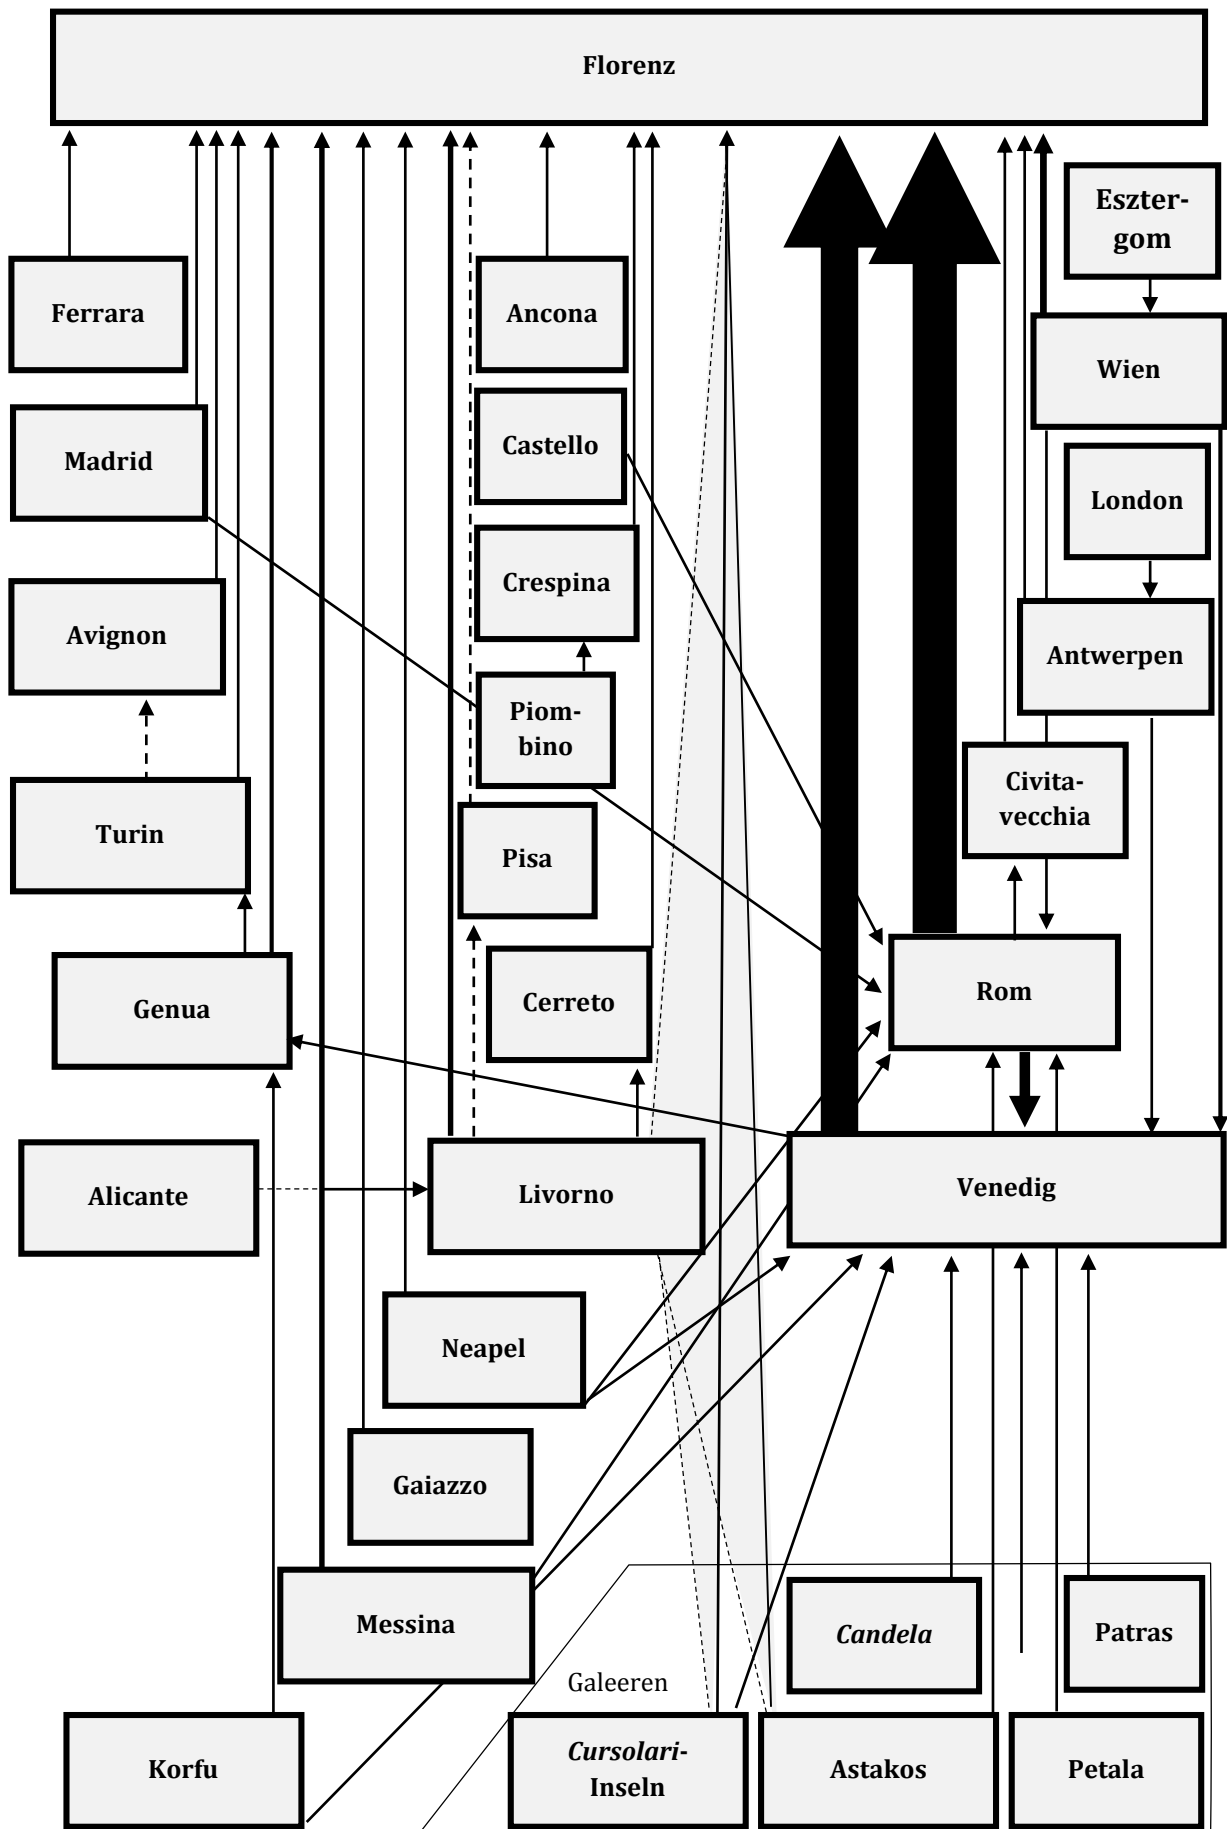 Florenz
Eszter-
gom
Ferrara
Ancona
Wien
Madrid
Castello
London
Crespina
Avignon
Antwerpen
Piom-
bino
Civita-
vecchia
Turin
Pisa
Genua
Cerreto
Rom
Alicante
Livorno
Venedig
Neapel
Gaiazzo
Messina
Candela
Patras
Galeeren
Korfu
Cursolari-
Inseln
Astakos
Petala